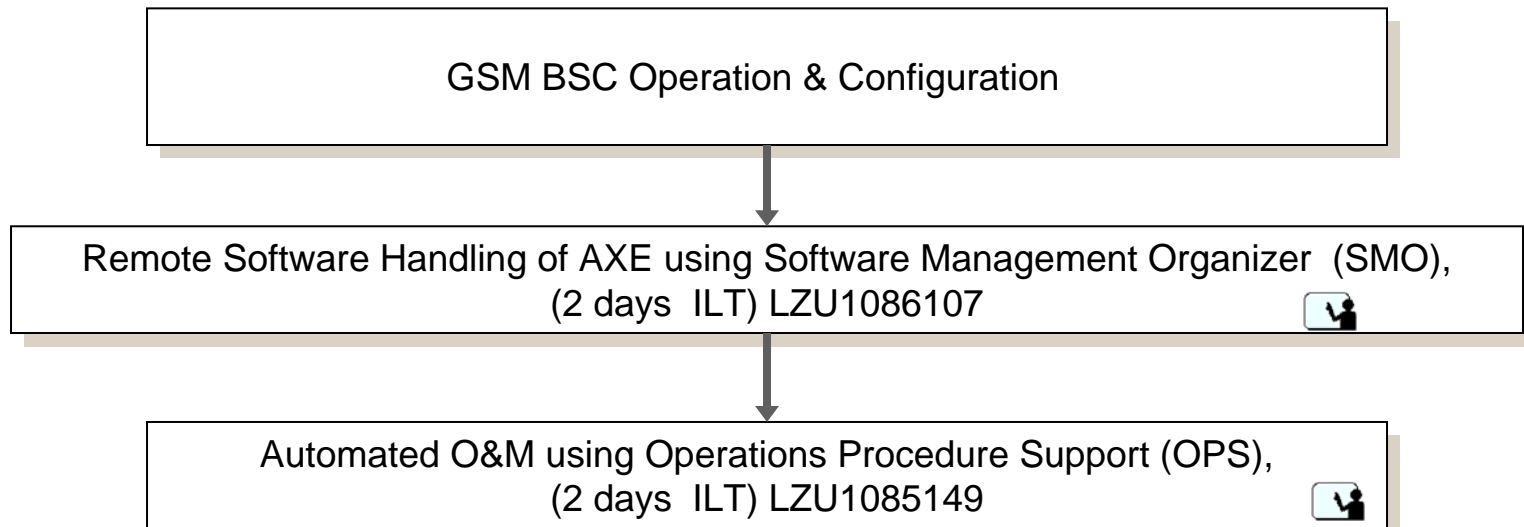 GSM BSC Operation & Configuration
Remote Software Handling of AXE using Software Management Organizer (SMO),
(2 days ILT) LZU1086107
Automated O&M using Operations Procedure Support (OPS),
(2 days ILT) LZU1085149